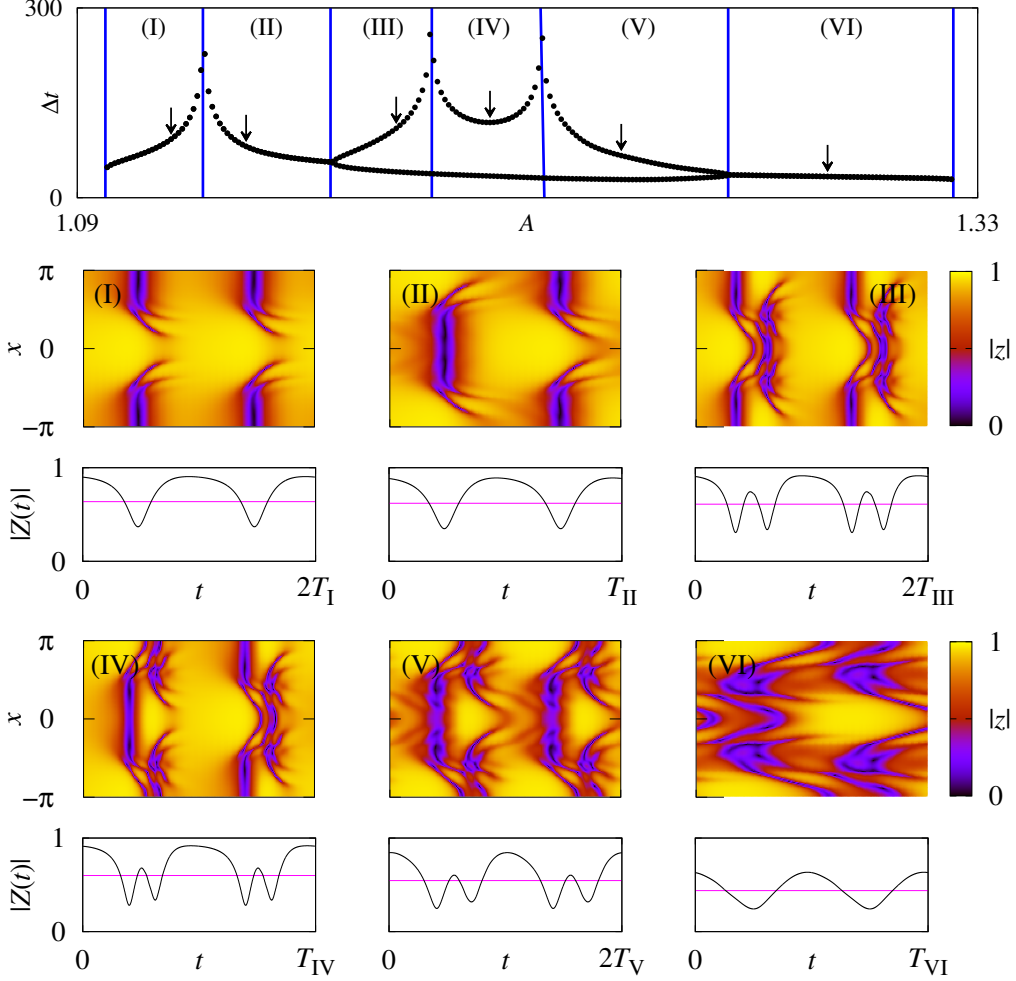 300
(I) (II) (III) (IV) (V) (VI)
Δt
0
1.09 A 1.33
π
(I) (II) (III)
x
0
−π
1
|z|
0
1
|Z(t)|
0
0 t 2T_I
0 t T_II
0 t 2T_III
π
(IV) (V) (VI)
x
0
−π
1
|z|
0
1
|Z(t)|
0
0 t T_IV
0 t 2T_V
0 t T_VI